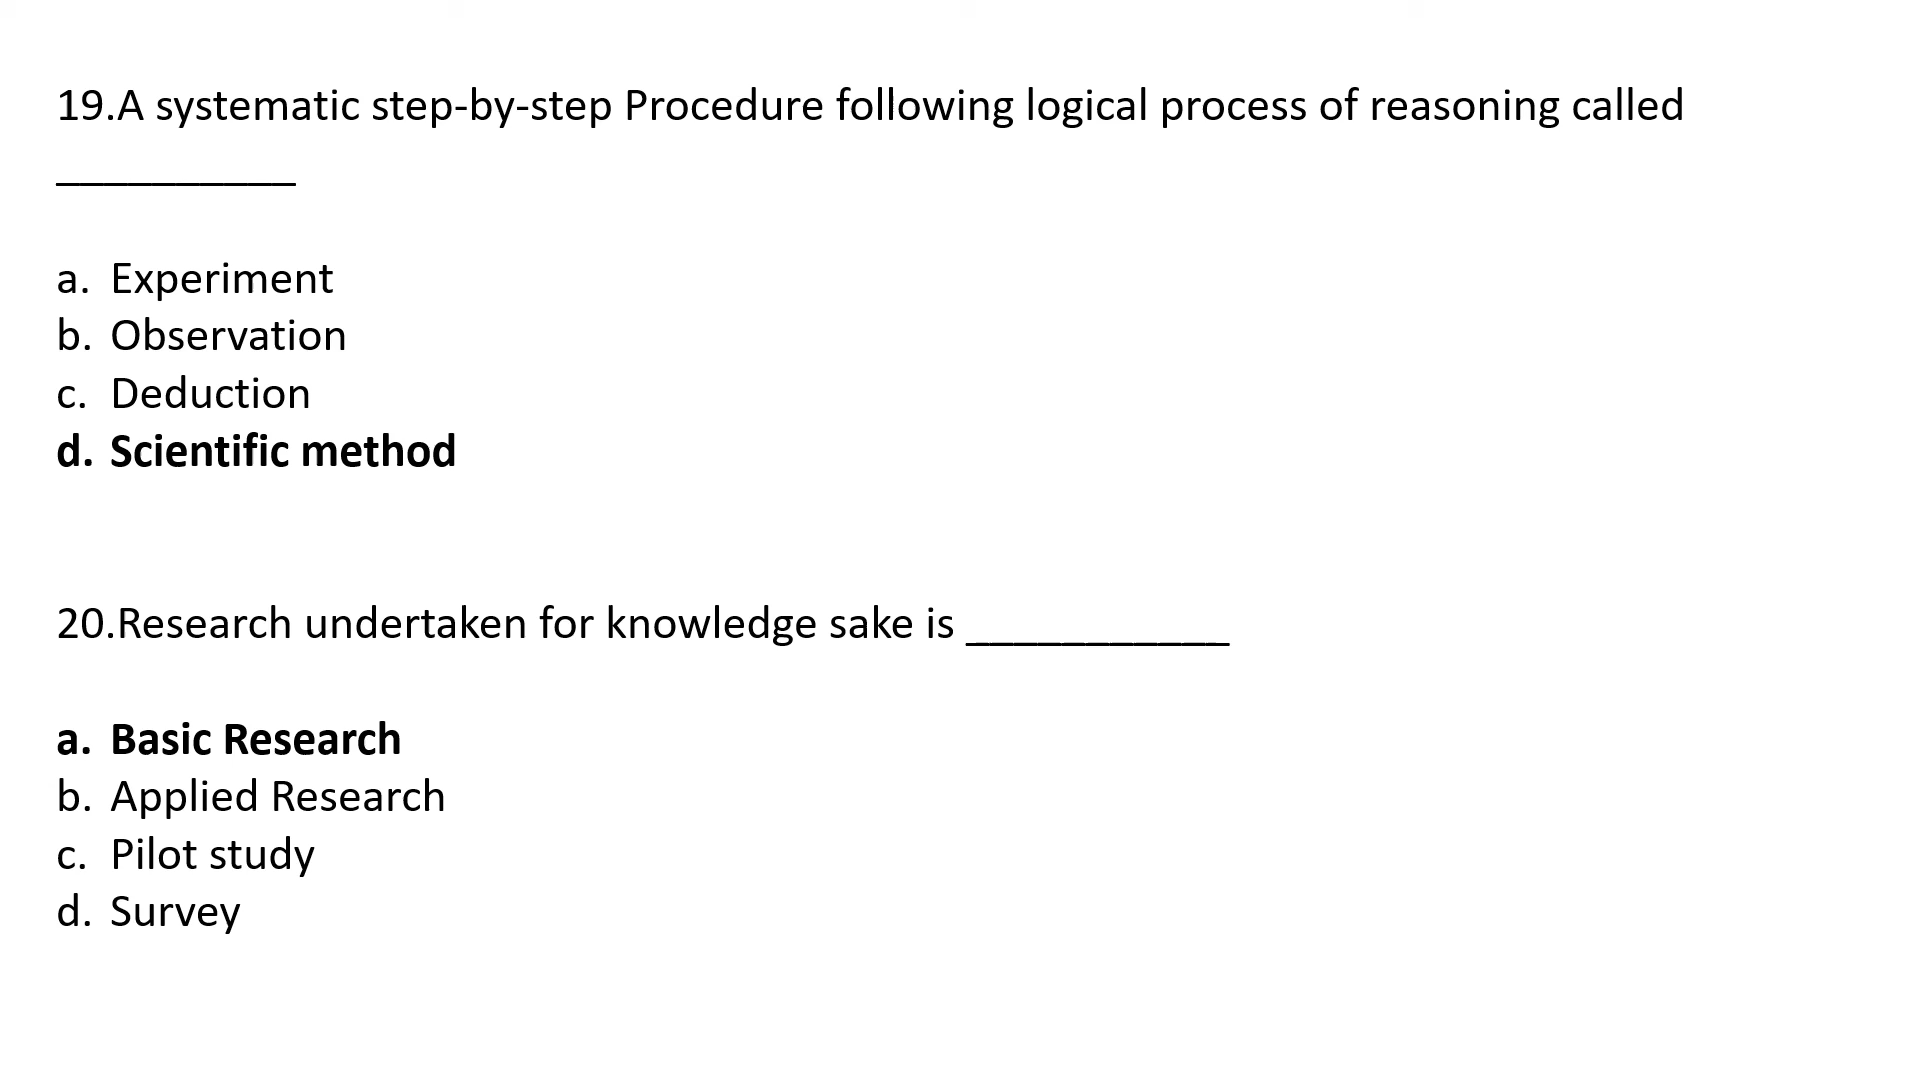 19.A systematic step-by-step Procedure following logical process of reasoning called
__________
a. Experiment
b. Observation
c. Deduction
d. Scientific method
20.Research undertaken for knowledge sake is ___________
a. Basic Research
b. Applied Research
c. Pilot study
d. Survey